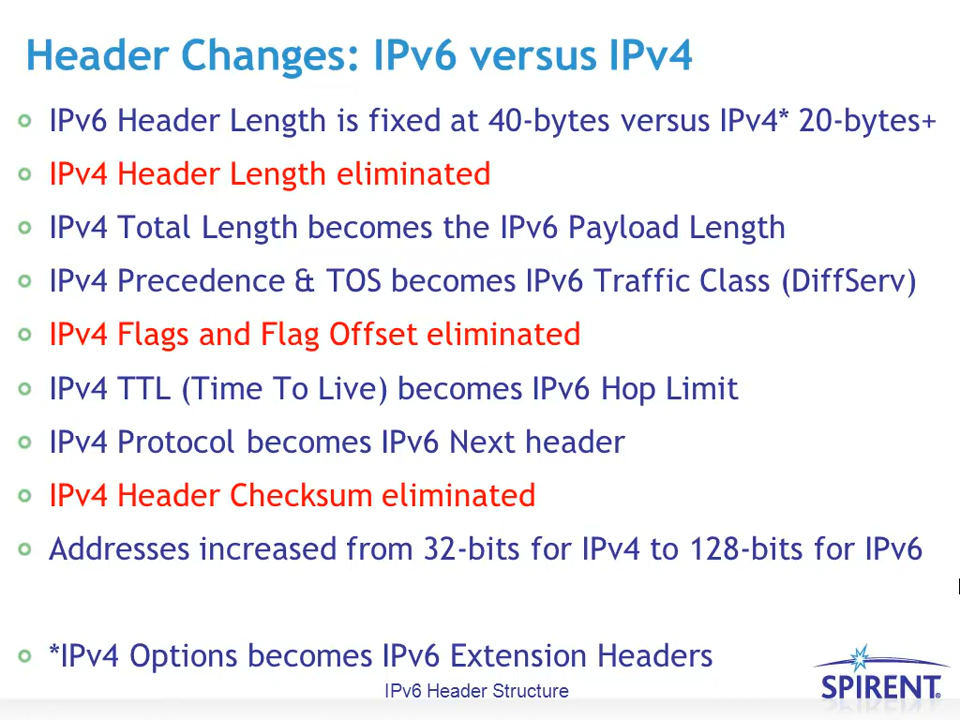 Header Changes: IPv6 versus IPv4
IPv6 Header Length is fixed at 40-bytes versus IPv4* 20-bytes+
IPv4 Header Length eliminated
IPv4 Total Length becomes the IPv6 Payload Length
IPv4 Precedence & TOS becomes IPv6 Traffic Class (DiffServ)
IPv4 Flags and Flag Offset eliminated
IPv4 TTL (Time To Live) becomes IPv6 Hop Limit
IPv4 Protocol becomes IPv6 Next header
IPv4 Header Checksum eliminated
Addresses increased from 32-bits for IPv4 to 128-bits for IPv6
*IPv4 Options becomes IPv6 Extension Headers
IPv6 Header Structure
SPIRENT®